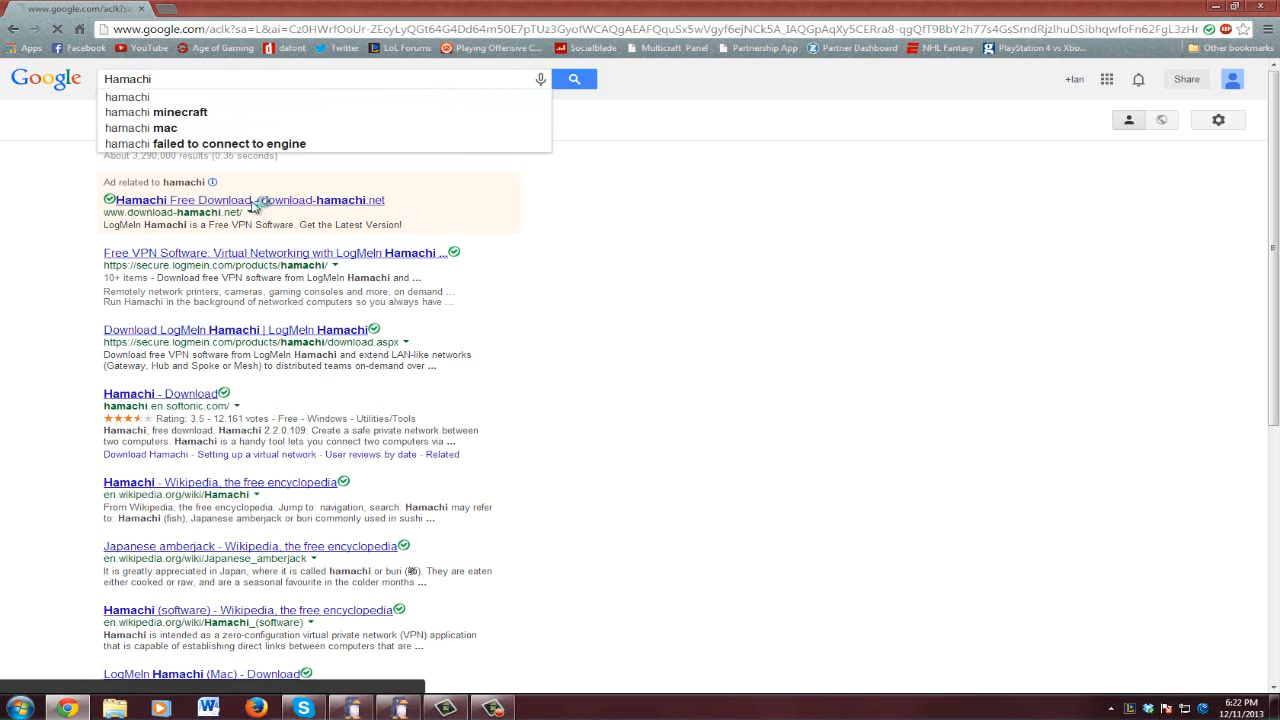 www.google.com/aclk?sa=L&ai=
Apps Facebook YouTube Age of Gaming dafont Twitter LoL Forums Playing Offensive C... Socialblade Multicraft Panel Partnership App Partner Dashboard NHL Fantasy PlayStation 4 vs Xbo... Other bookmarks
Google Hamachi +Ian Share
hamachi
hamachi minecraft
hamachi mac
hamachi failed to connect to engine
About 3,290,000 results (0.35 seconds)
Ad related to hamachi
Hamachi Free Download - download-hamachi.net
www.download-hamachi.net/
LogMeIn Hamachi is a Free VPN Software. Get the Latest Version!
Free VPN Software: Virtual Networking with LogMeIn Hamachi ...
https://secure.logmein.com/products/hamachi/
10+ items - Download free VPN software from LogMeIn Hamachi and ...
Remotely network printers, cameras, gaming consoles and more, on demand ...
Run Hamachi in the background of networked computers so you always have ...
Download LogMeIn Hamachi | LogMeIn Hamachi
https://secure.logmein.com/products/hamachi/download.aspx
Download free VPN software from LogMeIn Hamachi and extend LAN-like networks
(Gateway, Hub and Spoke or Mesh) to distributed teams on-demand over ...
Hamachi - Download
hamachi.en.softonic.com/
Rating: 3.5 - 12,161 votes - Free - Windows - Utilities/Tools
Hamachi, free download. Hamachi 2.2.0.109. Create a safe private network between
two computers. Hamachi is a handy tool lets you connect two computers via ...
Download Hamachi - Setting up a virtual network - User reviews by date - Related
Hamachi - Wikipedia, the free encyclopedia
en.wikipedia.org/wiki/Hamachi
From Wikipedia, the free encyclopedia. Jump to: navigation, search. Hamachi may refer
to: Hamachi (fish), Japanese amberjack or buri commonly used in sushi ...
Japanese amberjack - Wikipedia, the free encyclopedia
en.wikipedia.org/wiki/Japanese_amberjack
It is greatly appreciated in Japan, where it is called hamachi or buri ( ). They are eaten
either cooked or raw, and are a seasonal favourite in the colder months ...
Hamachi (software) - Wikipedia, the free encyclopedia
en.wikipedia.org/wiki/Hamachi_(software)
Hamachi is intended as a zero-configuration virtual private network (VPN) application
that is capable of establishing direct links between computers that are ...
LogMeIn Hamachi (Mac) - Download
6:22 PM
12/11/2013